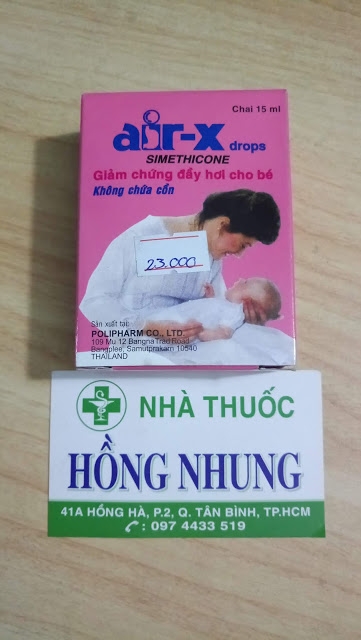 Chai 15 ml
air-x drops
SIMETHICONE
Giảm chứng đầy hơi cho bé
Không chứa cồn
23.000
Sản xuất tại:
POLIPHARM CO., LTD.
109 Mu 12 BangnaTrad Road
Bangplee, Samutprakarn 10540
THAILAND
NHÀ THUỐC
HỒNG NHUNG
41A HỒNG HÀ, P.2, Q. TÂN BÌNH, TP.HCM
: 097 4433 519